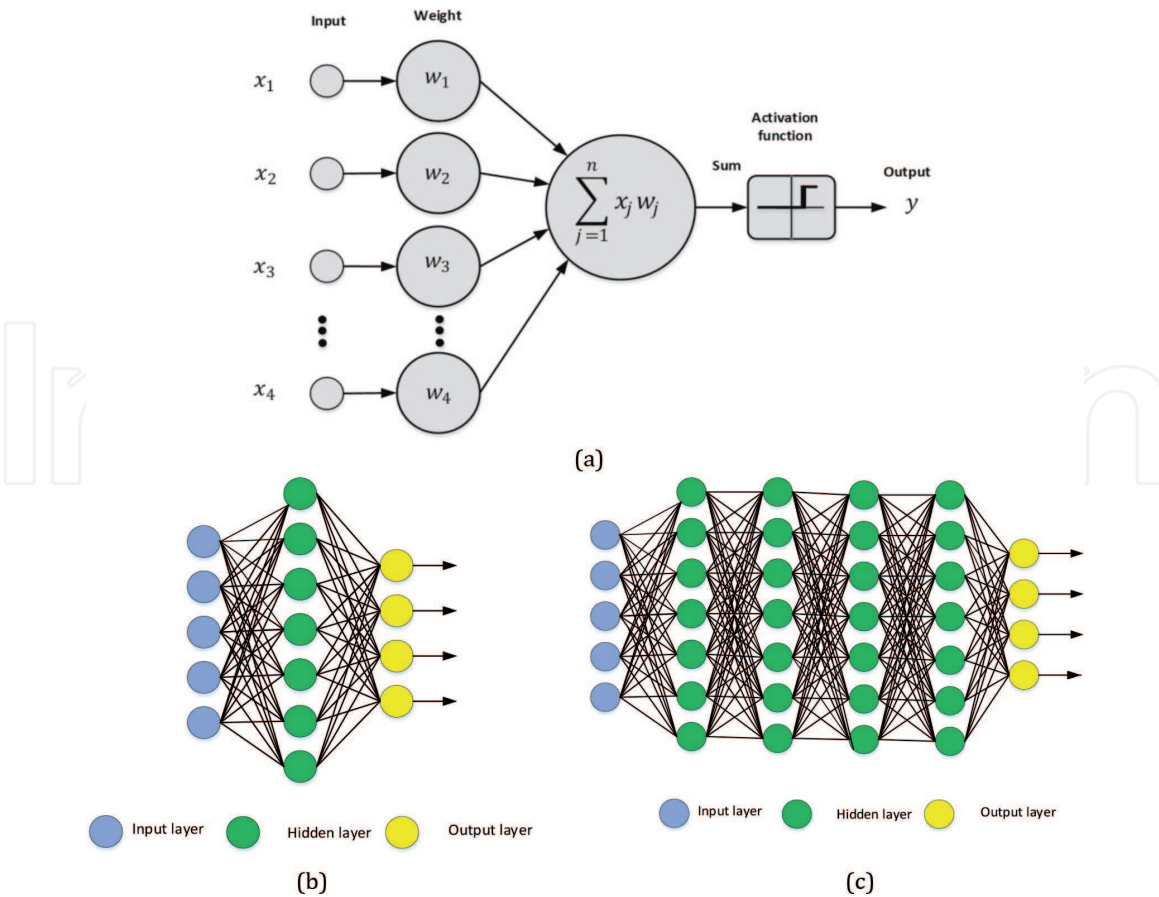 Input
Weight
x₁
w₁
x₂
w₂
x₃
w₃
x₄
w₄
n
∑ xⱼ wⱼ
j=1
Sum
Activation
function
Output
y
(a)
Input layer
Hidden layer
Output layer
(b)
Input layer
Hidden layer
Output layer
(c)